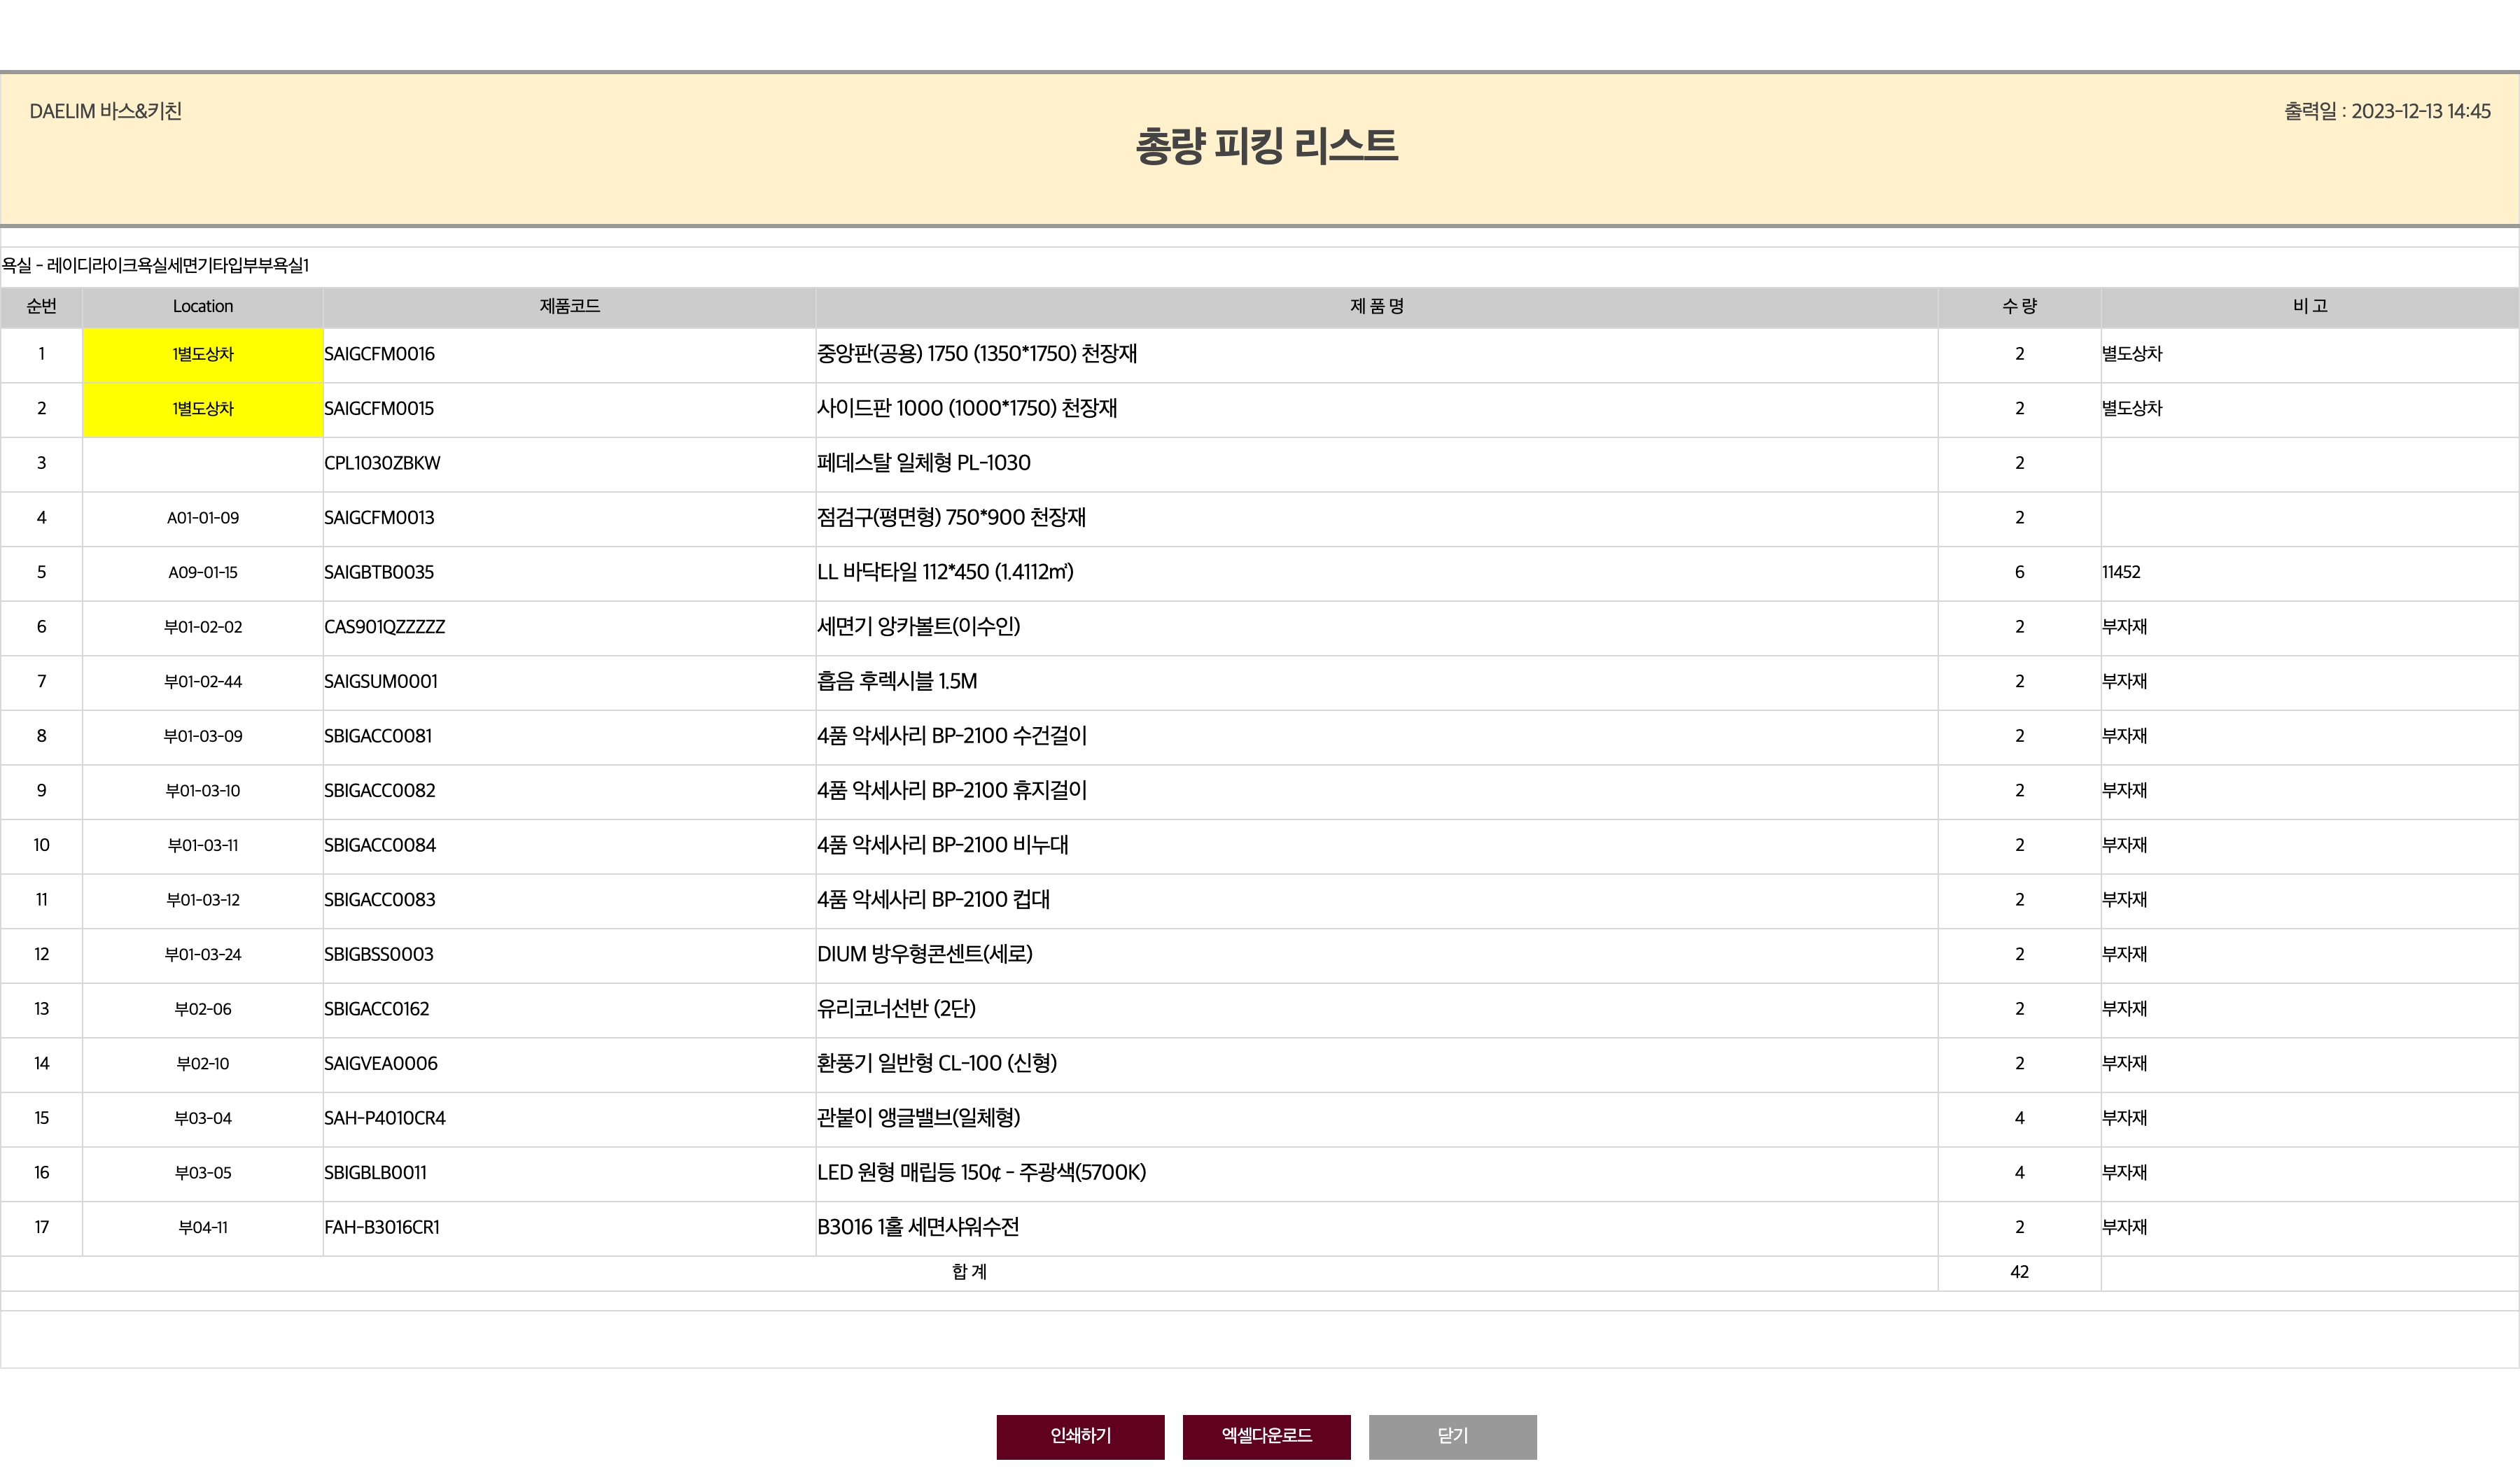 DAELIM 바스&키친
출력일 : 2023-12-13 14:45
총량 피킹 리스트
욕실 - 레이디라이크욕실세면기타입부부욕실1
순번 Location 제품코드 제 품 명 수 량 비 고
1 1별도상차 SAIGCFM0016 중앙판(공용) 1750 (1350*1750) 천장재 2 별도상차
2 1별도상차 SAIGCFM0015 사이드판 1000 (1000*1750) 천장재 2 별도상차
3 CPL1030ZBKW 페데스탈 일체형 PL-1030 2
4 A01-01-09 SAIGCFM0013 점검구(평면형) 750*900 천장재 2
5 A09-01-15 SAIGBTB0035 LL 바닥타일 112*450 (1.4112㎡) 6 11452
6 부01-02-02 CAS901QZZZZZ 세면기 앙카볼트(이수인) 2 부자재
7 부01-02-44 SAIGSUM0001 흡음 후렉시블 1.5M 2 부자재
8 부01-03-09 SBIGACC0081 4품 악세사리 BP-2100 수건걸이 2 부자재
9 부01-03-10 SBIGACC0082 4품 악세사리 BP-2100 휴지걸이 2 부자재
10 부01-03-11 SBIGACC0084 4품 악세사리 BP-2100 비누대 2 부자재
11 부01-03-12 SBIGACC0083 4품 악세사리 BP-2100 컵대 2 부자재
12 부01-03-24 SBIGBSS0003 DIUM 방우형콘센트(세로) 2 부자재
13 부02-06 SBIGACC0162 유리코너선반 (2단) 2 부자재
14 부02-10 SAIGVEA0006 환풍기 일반형 CL-100 (신형) 2 부자재
15 부03-04 SAH-P4010CR4 관붙이 앵글밸브(일체형) 4 부자재
16 부03-05 SBIGBLB0011 LED 원형 매립등 150¢ - 주광색(5700K) 4 부자재
17 부04-11 FAH-B3016CR1 B3016 1홀 세면샤워수전 2 부자재
합 계 42
인쇄하기 엑셀다운로드 닫기